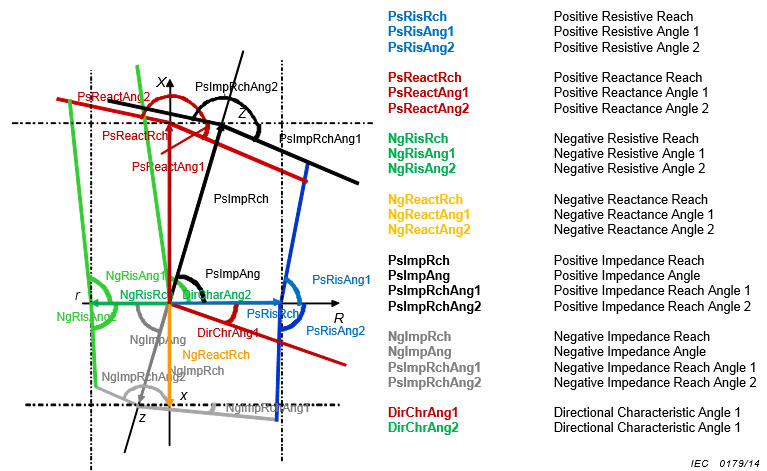 PsReactAng2
X
PsImpRchAng2
Z
PsReactRch
PsImpRchAng1
PsReactAng1
PsImpRch
NgRisAng1
PsImpAng
PsRisAng1
r
NgRisRch
DirCharAng2
R
NgRisAng2
PsRisRch
DirChrAng1
PsRisAng2
NgImpAng
NgReactRch
NgImpRch
NgImpRchAng2
x
NgImpRchAng1
z
PsRisRch Positive Resistive Reach
PsRisAng1 Positive Resistive Angle 1
PsRisAng2 Positive Resistive Angle 2
PsReactRch Positive Reactance Reach
PsReactAng1 Positive Reactance Angle 1
PsReactAng2 Positive Reactance Angle 2
NgRisRch Negative Resistive Reach
NgRisAng1 Negative Resistive Angle 1
NgRisAng2 Negative Resistive Angle 2
NgReactRch Negative Reactance Reach
NgReactAng1 Negative Reactance Angle 1
NgReactAng2 Negative Reactance Angle 2
PsImpRch Positive Impedance Reach
PsImpAng Positive Impedance Angle
PsImpRchAng1 Positive Impedance Reach Angle 1
PsImpRchAng2 Positive Impedance Reach Angle 2
NgImpRch Negative Impedance Reach
NgImpAng Negative Impedance Angle
PsImpRchAng1 Negative Impedance Reach Angle 1
PsImpRchAng2 Negative Impedance Reach Angle 2
DirChrAng1 Directional Characteristic Angle 1
DirChrAng2 Directional Characteristic Angle 2
IEC 0179/14